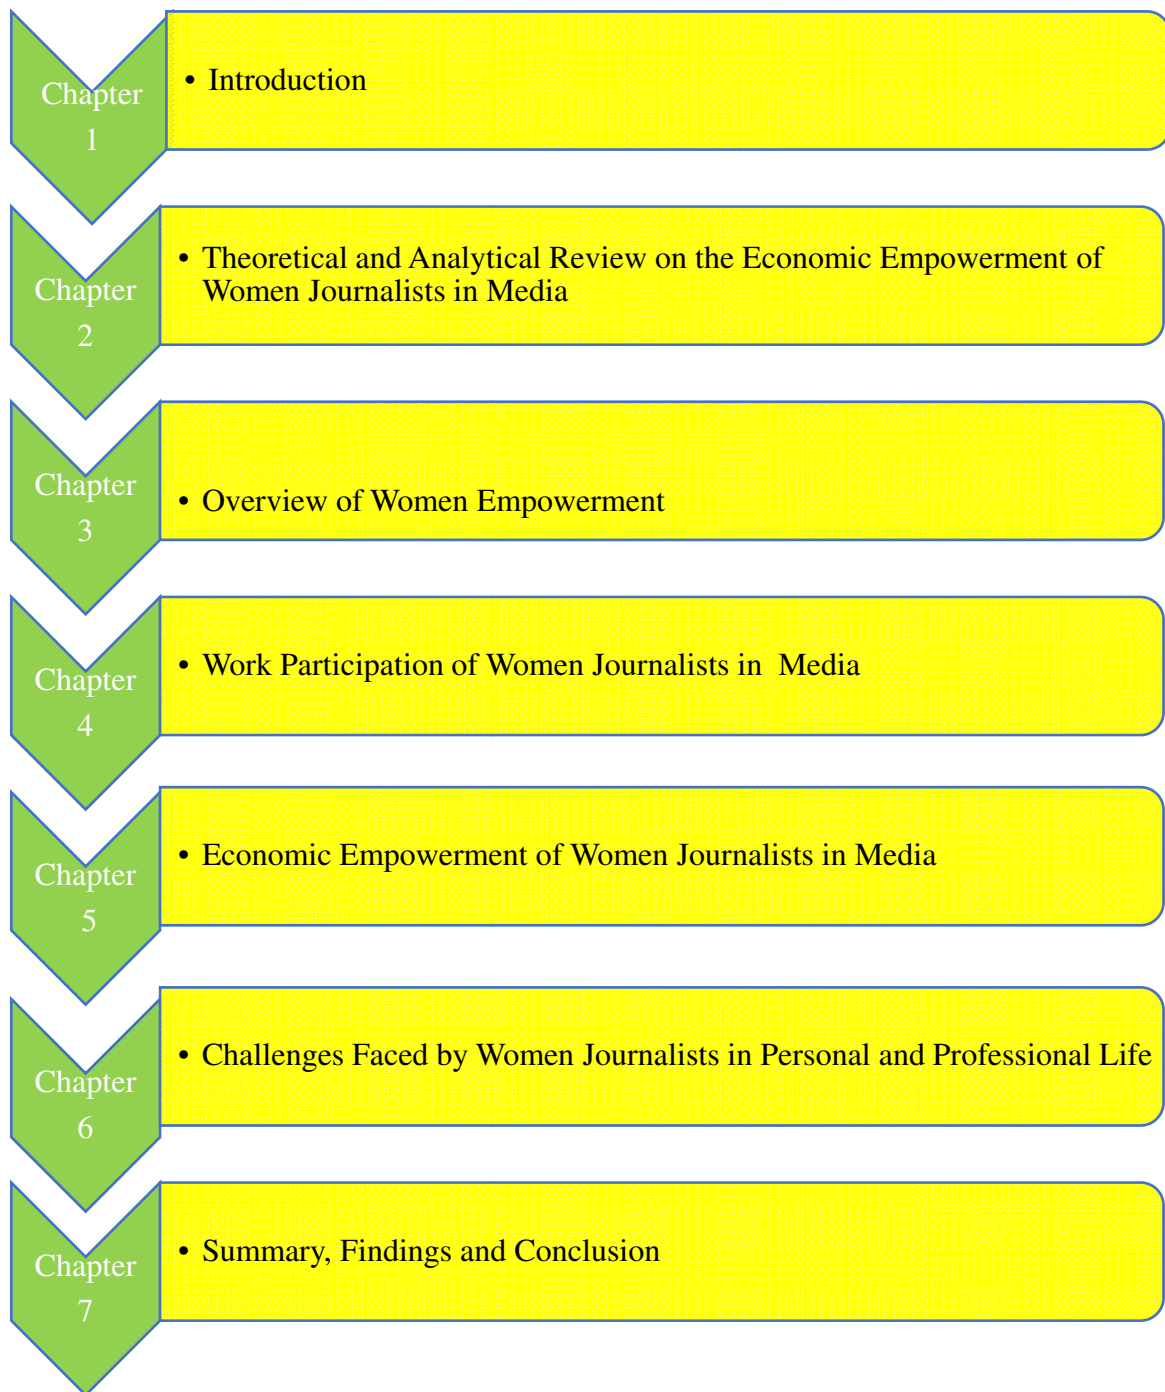 Chapter
1
• Introduction
Chapter
2
• Theoretical and Analytical Review on the Economic Empowerment of
Women Journalists in Media
Chapter
3
• Overview of Women Empowerment
Chapter
4
• Work Participation of Women Journalists in  Media
Chapter
5
• Economic Empowerment of Women Journalists in Media
Chapter
6
• Challenges Faced by Women Journalists in Personal and Professional Life
Chapter
7
• Summary, Findings and Conclusion